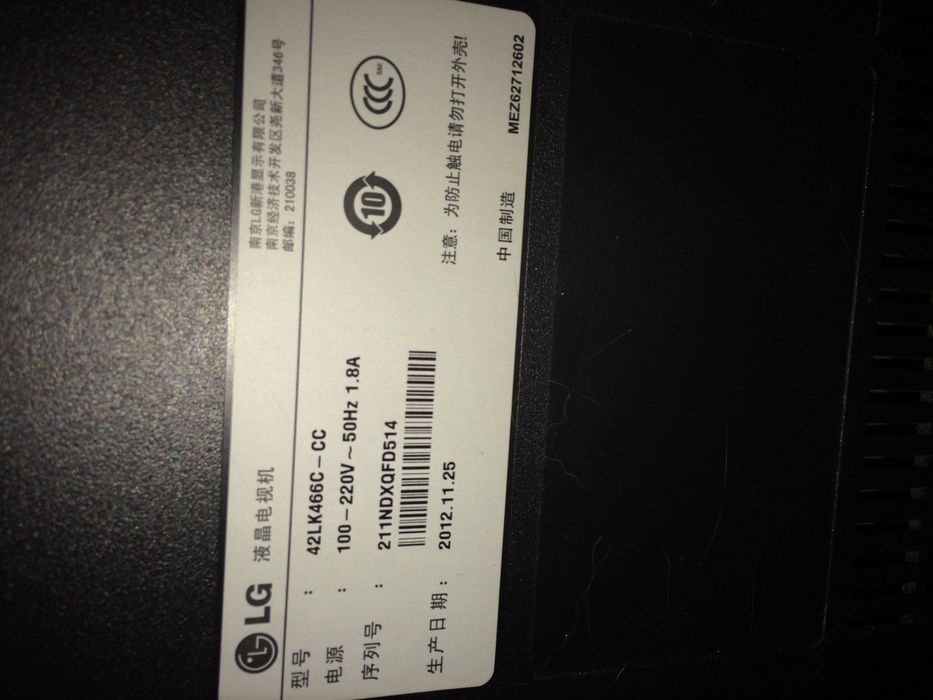 LG 液晶电视机
南京LG新港显示有限公司
南京经济技术开发区尧新大道346号
邮编：210038
型号 ： 42LK466C-CC
电源 ： 100-220V～50Hz 1.8A
序列号 ： 211NDXQFD514
10
生产日期： 2012.11.25
注意：为防止触电请勿打开外壳!
中国制造
MEZ62712602